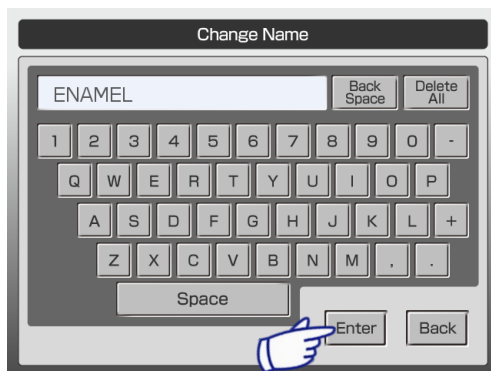 Change Name
ENAMEL
Back Space
Delete All
1 2 3 4 5 6 7 8 9 0 -
Q W E R T Y U I O P
A S D F G H J K L +
Z X C V B N M , .
Space
Enter Back